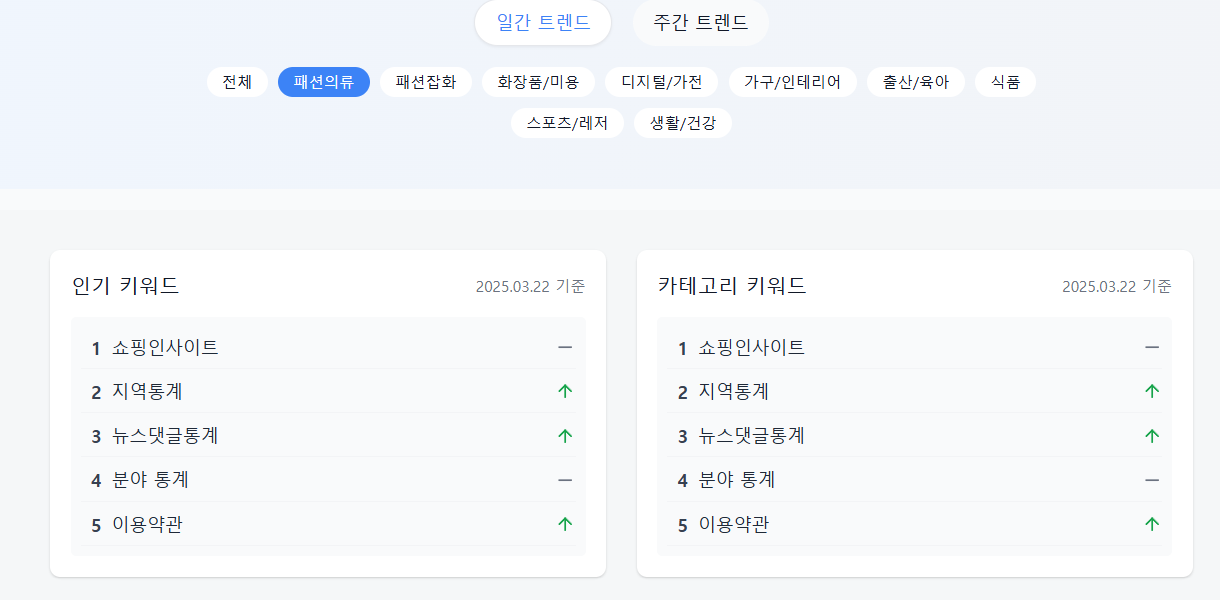 일간 트렌드 주간 트렌드
전체 패션의류 패션잡화 화장품/미용 디지털/가전 가구/인테리어 출산/육아 식품
스포츠/레저 생활/건강
인기 키워드 2025.03.22 기준
1 쇼핑인사이트
2 지역통계
3 뉴스댓글통계
4 분야 통계
5 이용약관
카테고리 키워드 2025.03.22 기준
1 쇼핑인사이트
2 지역통계
3 뉴스댓글통계
4 분야 통계
5 이용약관